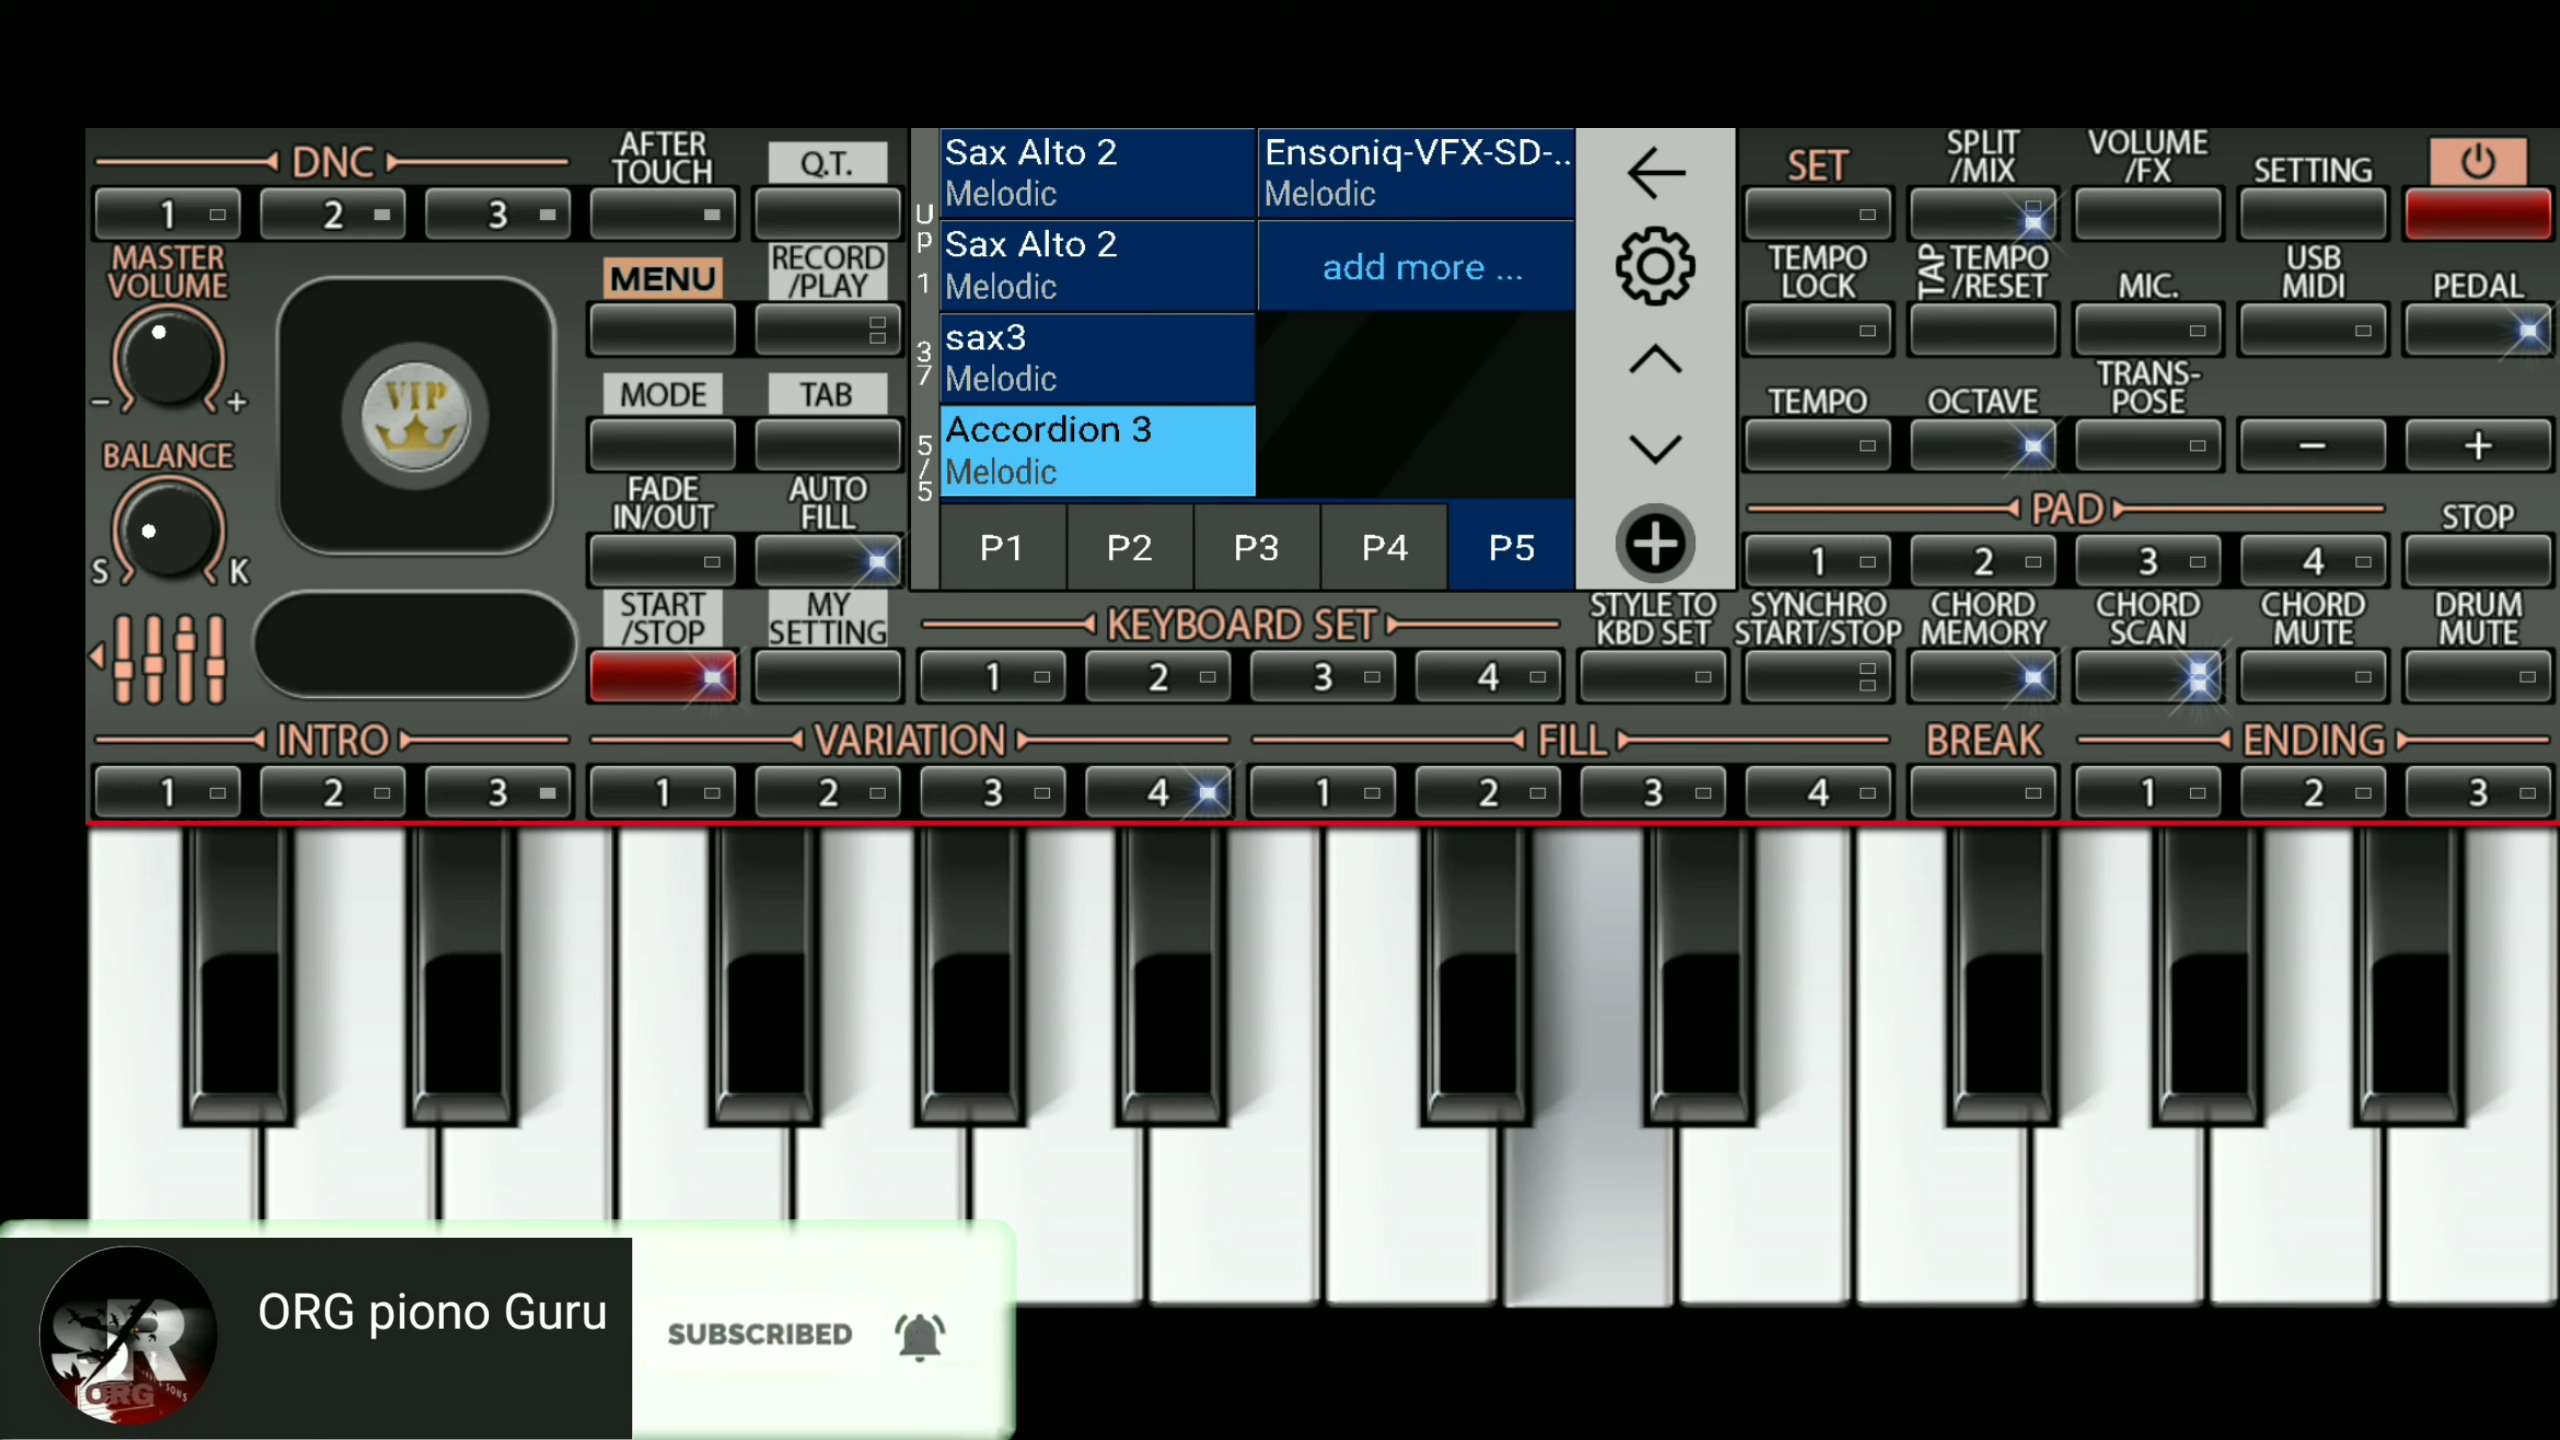 DNC
AFTER
TOUCH
Q.T.
1
2
3
MASTER
VOLUME
- +
BALANCE
S K
VIP
MENU
RECORD
/PLAY
MODE
TAB
FADE
IN/OUT
AUTO
FILL
START
/STOP
MY
SETTING
UP1
37
5/5
Sax Alto 2
Melodic
Ensoniq-VFX-SD-..
Melodic
Sax Alto 2
Melodic
add more ...
sax3
Melodic
Accordion 3
Melodic
P1 P2 P3 P4 P5
SET
SPLIT
/MIX
VOLUME
/FX
SETTING
TEMPO
LOCK
TAP
TEMPO
/RESET
MIC.
USB
MIDI
PEDAL
TEMPO
OCTAVE
TRANS-
POSE
- +
PAD
STOP
1 2 3 4
KEYBOARD SET
1 2 3 4
STYLE TO
KBD SET
SYNCHRO
START/STOP
CHORD
MEMORY
CHORD
SCAN
CHORD
MUTE
DRUM
MUTE
INTRO
VARIATION
FILL
BREAK
ENDING
1 2 3 1 2 3 4 1 2 3 4 1 2 3
SR
ORG
ORG piono Guru
SUBSCRIBED